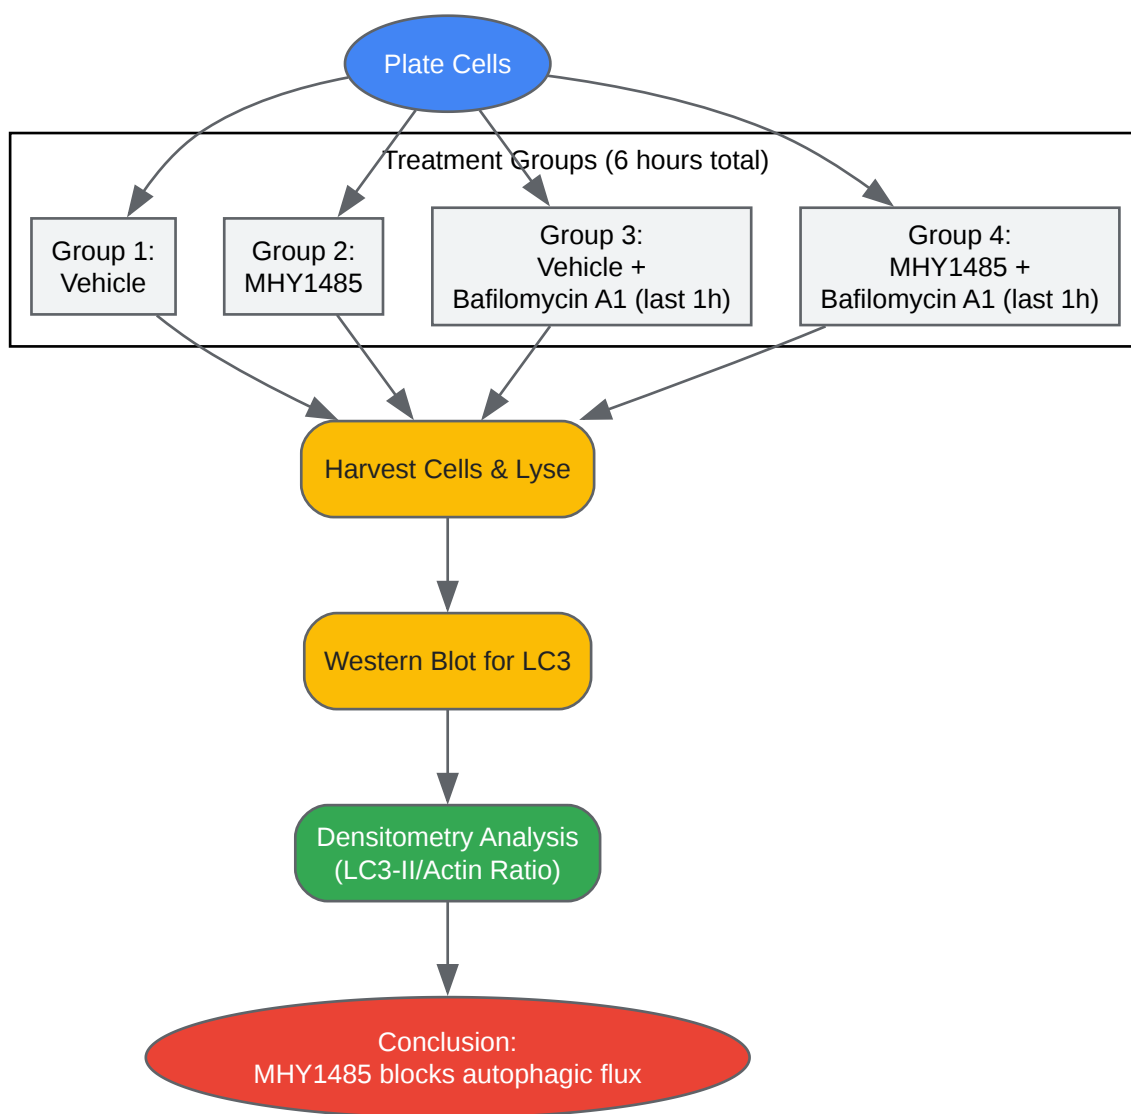 Plate Cells
Treatment Groups (6 hours total)
Group 1:
Vehicle
Group 2:
MHY1485
Group 3:
Vehicle +
Bafilomycin A1 (last 1h)
Group 4:
MHY1485 +
Bafilomycin A1 (last 1h)
Harvest Cells & Lyse
Western Blot for LC3
Densitometry Analysis
(LC3-II/Actin Ratio)
Conclusion:
MHY1485 blocks autophagic flux